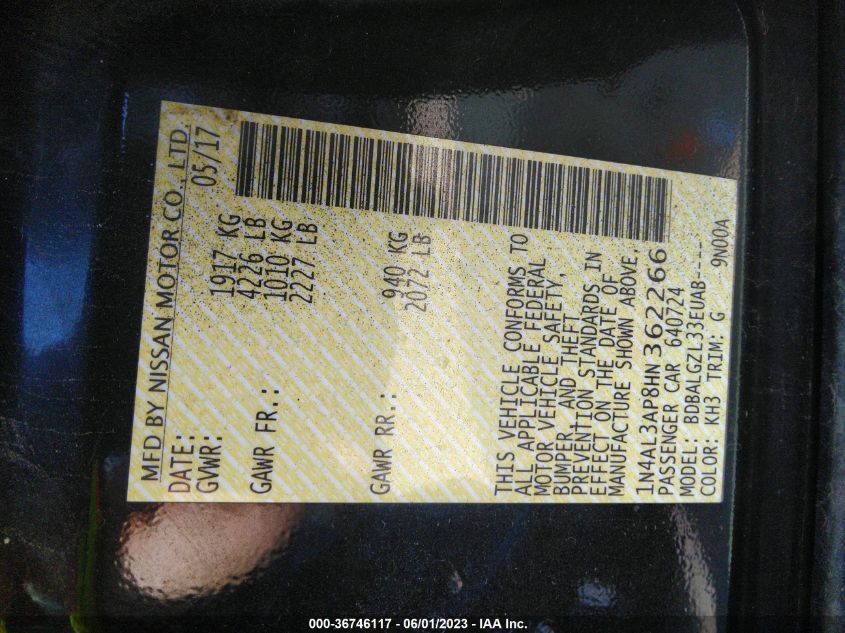 MFD BY NISSAN MOTOR CO., LTD.
DATE: 05/17
GVWR: 1917 KG
4226 LB
GAWR FR.: 1010 KG
2227 LB
GAWR RR.: 940 KG
2072 LB
THIS VEHICLE CONFORMS TO
ALL APPLICABLE FEDERAL
MOTOR VEHICLE SAFETY,
BUMPER, AND THEFT
PREVENTION STANDARDS IN
EFFECT ON THE DATE OF
MANUFACTURE SHOWN ABOVE.
1N4AL3AP8HN362266
PASSENGER CAR 640724
MODEL: BDBALGZL33EUAB----
COLOR: KH3 TRIM: G 9N00A
000-36746117 - 06/01/2023 - IAA Inc.